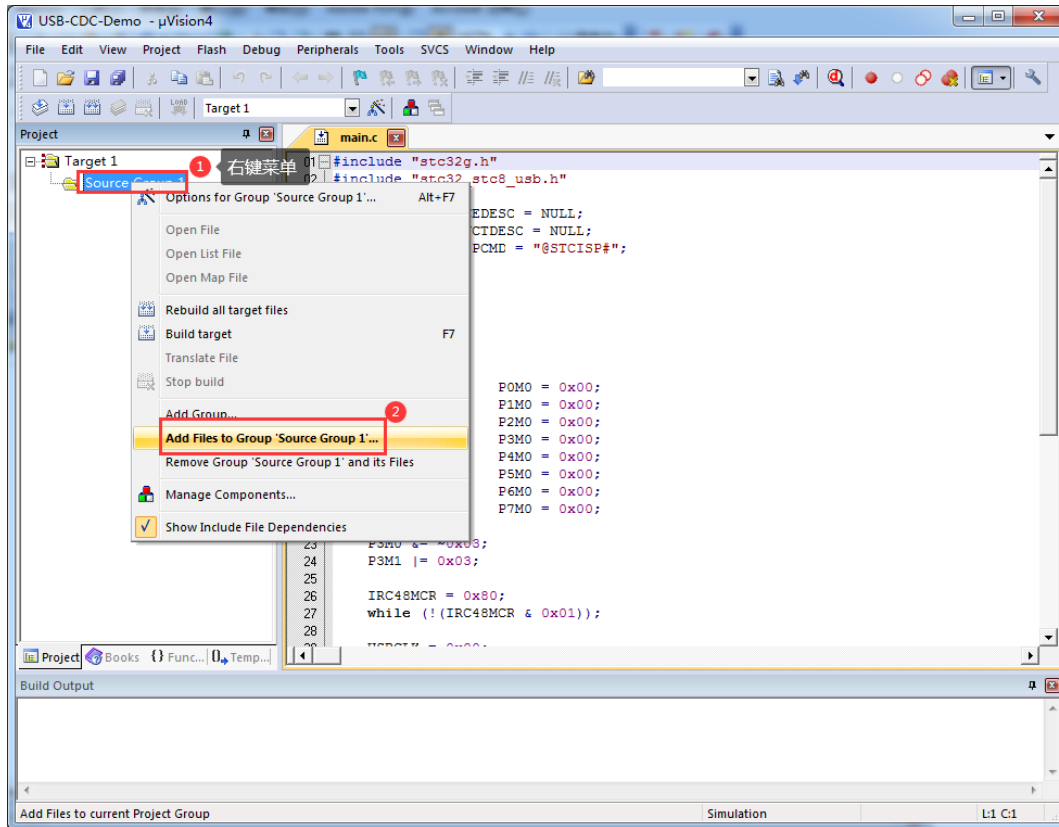 USB-CDC-Demo - µVision4
File Edit View Project Flash Debug Peripherals Tools SVCS Window Help
LOAD Target 1
Project
main.c
Target 1
Source Group 1
1 右键菜单
01 #include "stc32g.h"
02 #include "stc32_stc8_usb.h"
Options for Group 'Source Group 1'... Alt+F7
EDESC = NULL;
Open File
CTDESC = NULL;
PCMD = "@STCISP#";
Open List File
Open Map File
Rebuild all target files
Build target F7
Translate File
Stop build
P0M0 = 0x00;
P1M0 = 0x00;
Add Group...
2
P2M0 = 0x00;
Add Files to Group 'Source Group 1'...
P3M0 = 0x00;
P4M0 = 0x00;
Remove Group 'Source Group 1' and its Files
P5M0 = 0x00;
P6M0 = 0x00;
Manage Components...
P7M0 = 0x00;
Show Include File Dependencies
23 P3M0 &= ~0x03;
24 P3M1 |= 0x03;
25
26 IRC48MCR = 0x80;
27 while (!(IRC48MCR & 0x01));
28
29 USBCLK = 0x00;
Project Books {} Func... 0 Temp...
Build Output
Add Files to current Project Group
Simulation
L:1 C:1